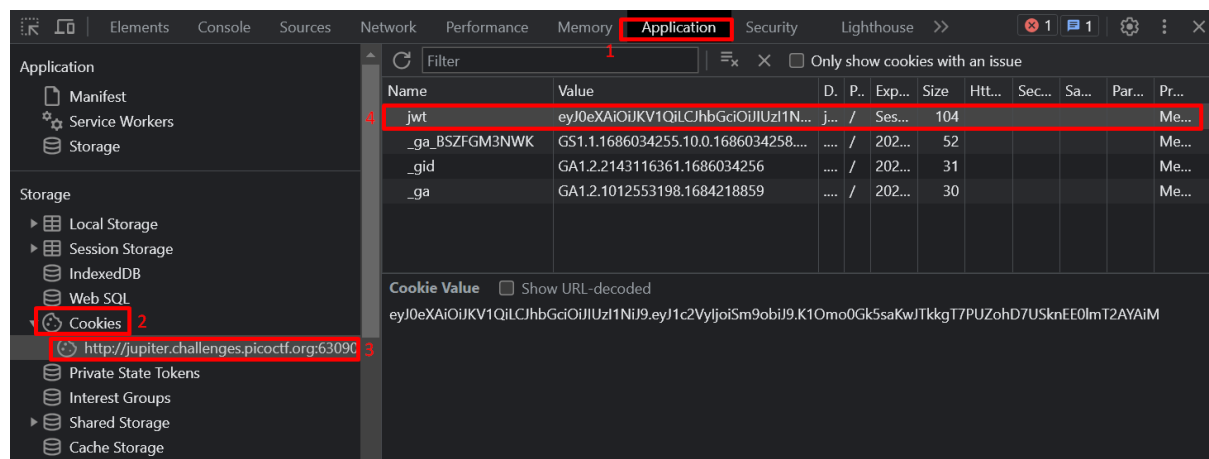 Elements Console Sources Network Performance Memory Application Security Lighthouse >> 1 1
1
Application
Manifest
Service Workers
Storage
Storage
Local Storage
Session Storage
IndexedDB
Web SQL
Cookies 2
http://jupiter.challenges.picoctf.org:63090 3
Private State Tokens
Interest Groups
Shared Storage
Cache Storage
Filter Only show cookies with an issue
Name Value D. P.. Exp... Size Htt... Sec... Sa... Par... Pr...
4 jwt eyJ0eXAiOiJKV1QiLCJhbGciOiJIUzI1N... j... / Ses... 104 Me...
_ga_BSZFGM3NWK GS1.1.1686034255.10.0.1686034258.... .... / 202... 52 Me...
_gid GA1.2.2143116361.1686034256 .... / 202... 31 Me...
_ga GA1.2.1012553198.1684218859 .... / 202... 30 Me...
Cookie Value Show URL-decoded
eyJ0eXAiOiJKV1QiLCJhbGciOiJIUzI1NiJ9.eyJ1c2VyIjoiSm9obiJ9.K1Omo0Gk5saKwJTkkgT7PUZohD7USknEE0lmT2AYAiM